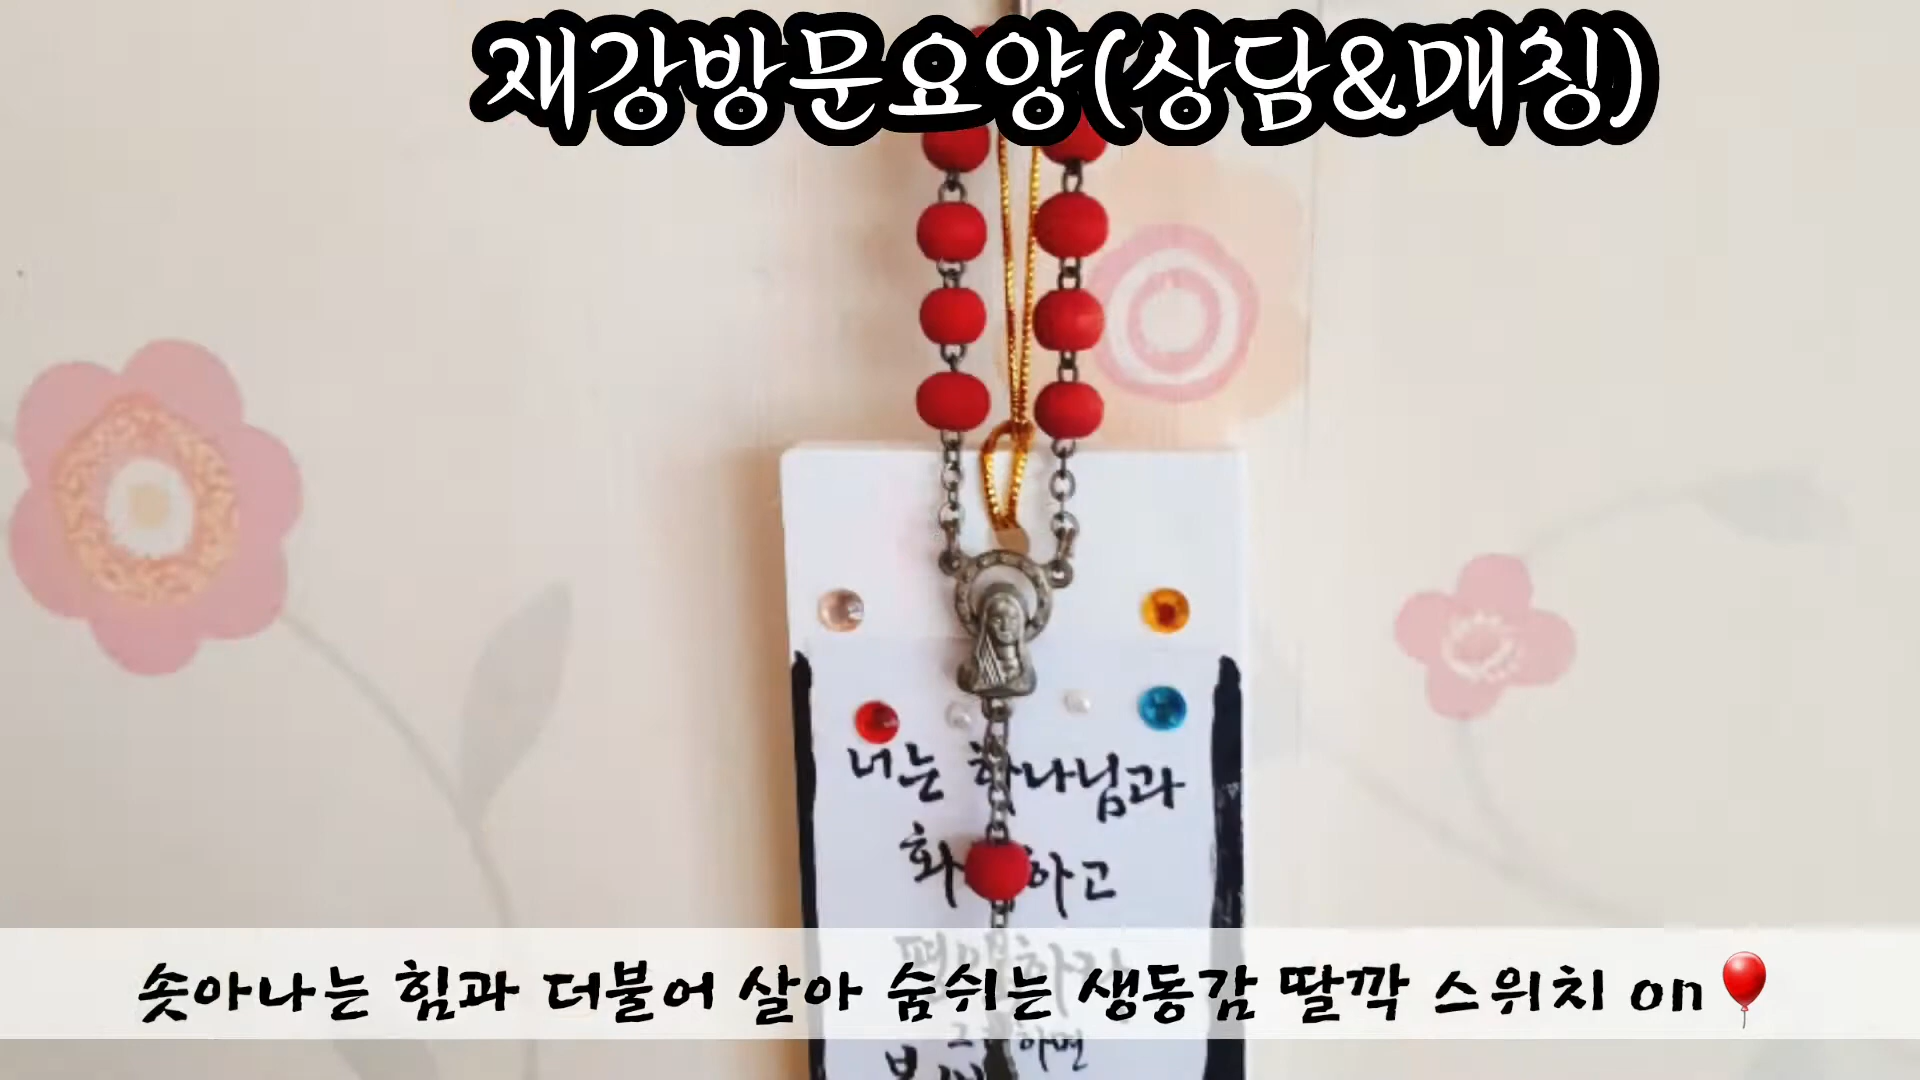 재강방문요양(상담&매칭)
너는 하나님과
화하고
솟아나는 힘과 더불어 살아 숨쉬는 생동감 딸깍 스위치 on🎈
하면